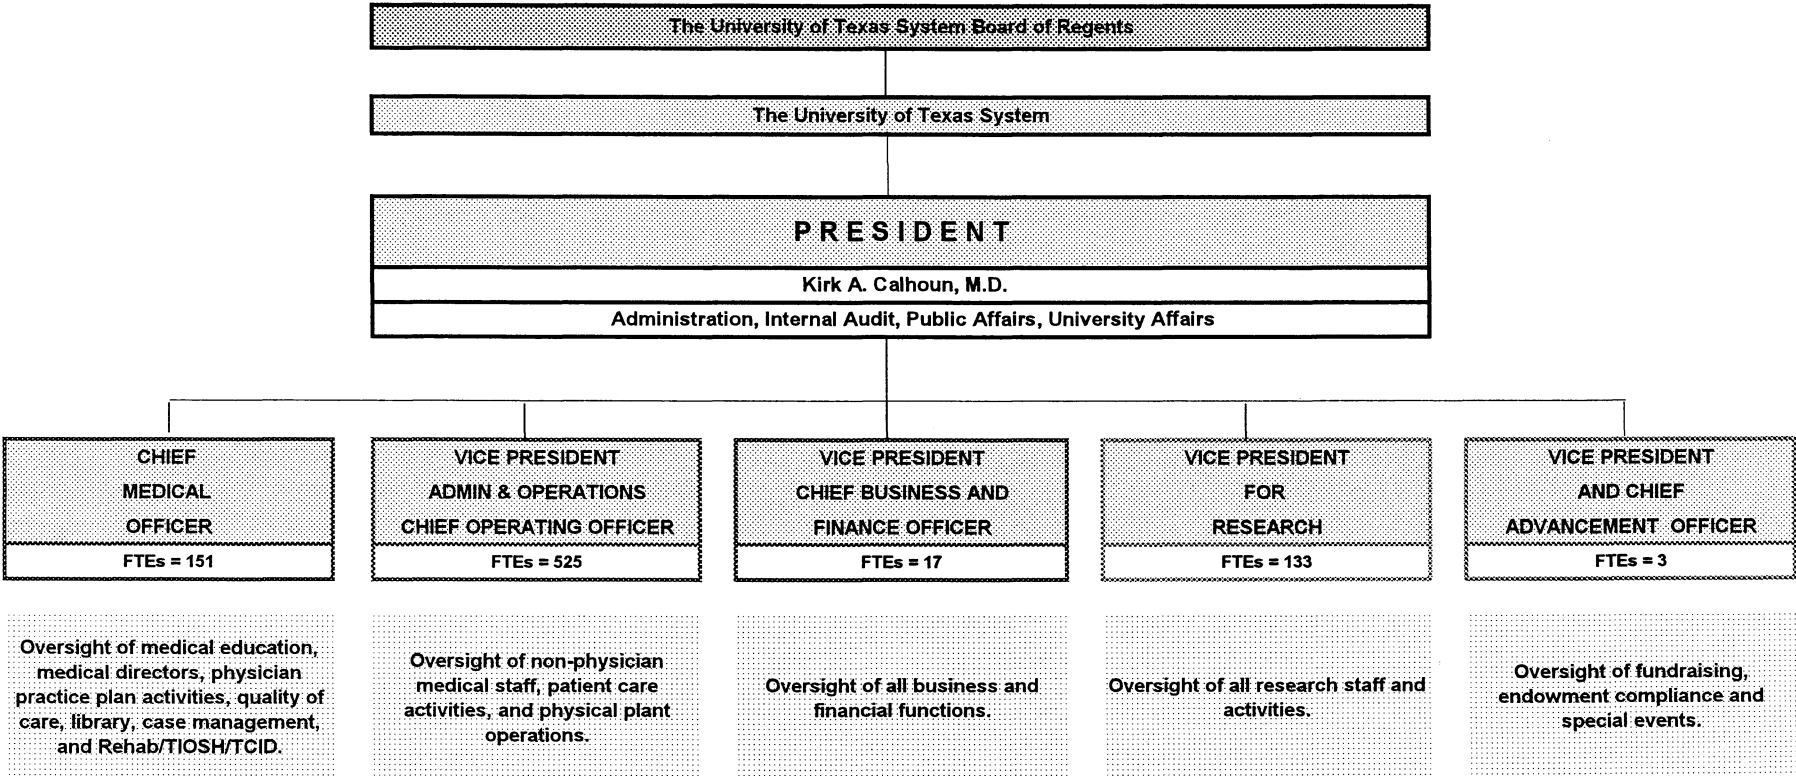 The University of Texas System Board of Regents
The University of Texas System
PRESIDENT
Kirk A. Calhoun, M.D.
Administration, Internal Audit, Public Affairs, University Affairs
CHIEF
MEDICAL
OFFICER
FTEs = 151
VICE PRESIDENT
ADMIN & OPERATIONS
CHIEF OPERATING OFFICER
FTEs = 525
VICE PRESIDENT
CHIEF BUSINESS AND
FINANCE OFFICER
FTEs = 17
VICE PRESIDENT
FOR
RESEARCH
FTEs = 133
VICE PRESIDENT
AND CHIEF
ADVANCEMENT OFFICER
FTEs = 3
Oversight of medical education,
medical directors, physician
practice plan activities, quality of
care, library, case management,
and Rehab/TIOSH/TCID.
Oversight of non-physician
medical staff, patient care
activities, and physical plant
operations.
Oversight of all business and
financial functions.
Oversight of all research staff and
activities.
Oversight of fundraising,
endowment compliance and
special events.